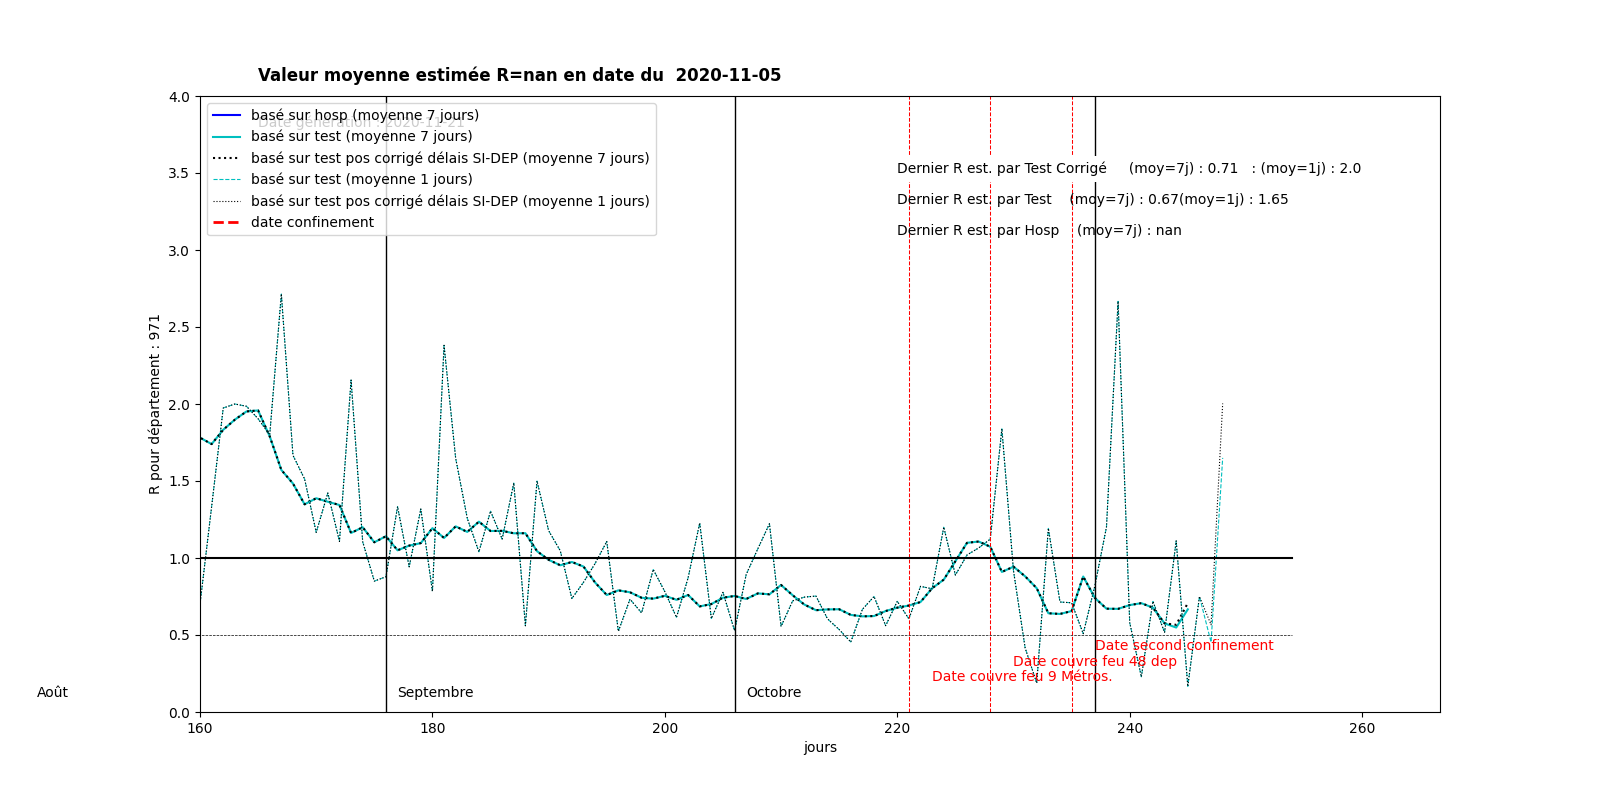 Valeur moyenne estimée R=nan en date du  2020-11-05
Date génération : 2020-11-21
basé sur hosp (moyenne 7 jours)
basé sur test (moyenne 7 jours)
basé sur test pos corrigé délais SI-DEP (moyenne 7 jours)
basé sur test (moyenne 1 jours)
basé sur test pos corrigé délais SI-DEP (moyenne 1 jours)
date confinement
Dernier R est. par Test Corrigé     (moy=7j) : 0.71   : (moy=1j) : 2.0
Dernier R est. par Test    (moy=7j) : 0.67(moy=1j) : 1.65
Dernier R est. par Hosp    (moy=7j) : nan
4.0
3.5
3.0
2.5
2.0
1.5
1.0
0.5
0.0
R pour département : 971
Date second confinement
Date couvre feu 48 dep
Date couvre feu 9 Métros.
Août
Septembre
Octobre
160
180
200
220
240
260
jours